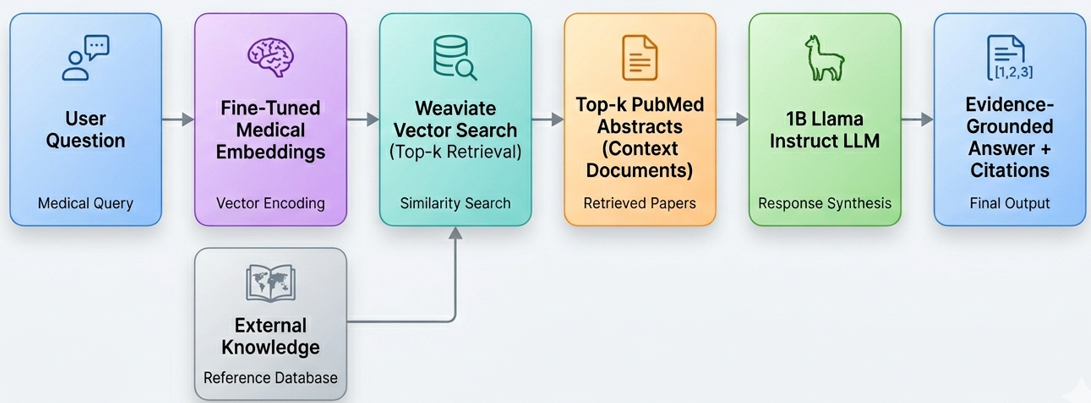 User
Question
Medical Query
Fine-Tuned
Medical
Embeddings
Vector Encoding
Weaviate
Vector Search
(Top-k Retrieval)
Similarity Search
Top-k PubMed
Abstracts
(Context
Documents)
Retrieved Papers
1B Llama
Instruct LLM
Response Synthesis
[1,2,3]
Evidence-
Grounded
Answer +
Citations
Final Output
External
Knowledge
Reference Database